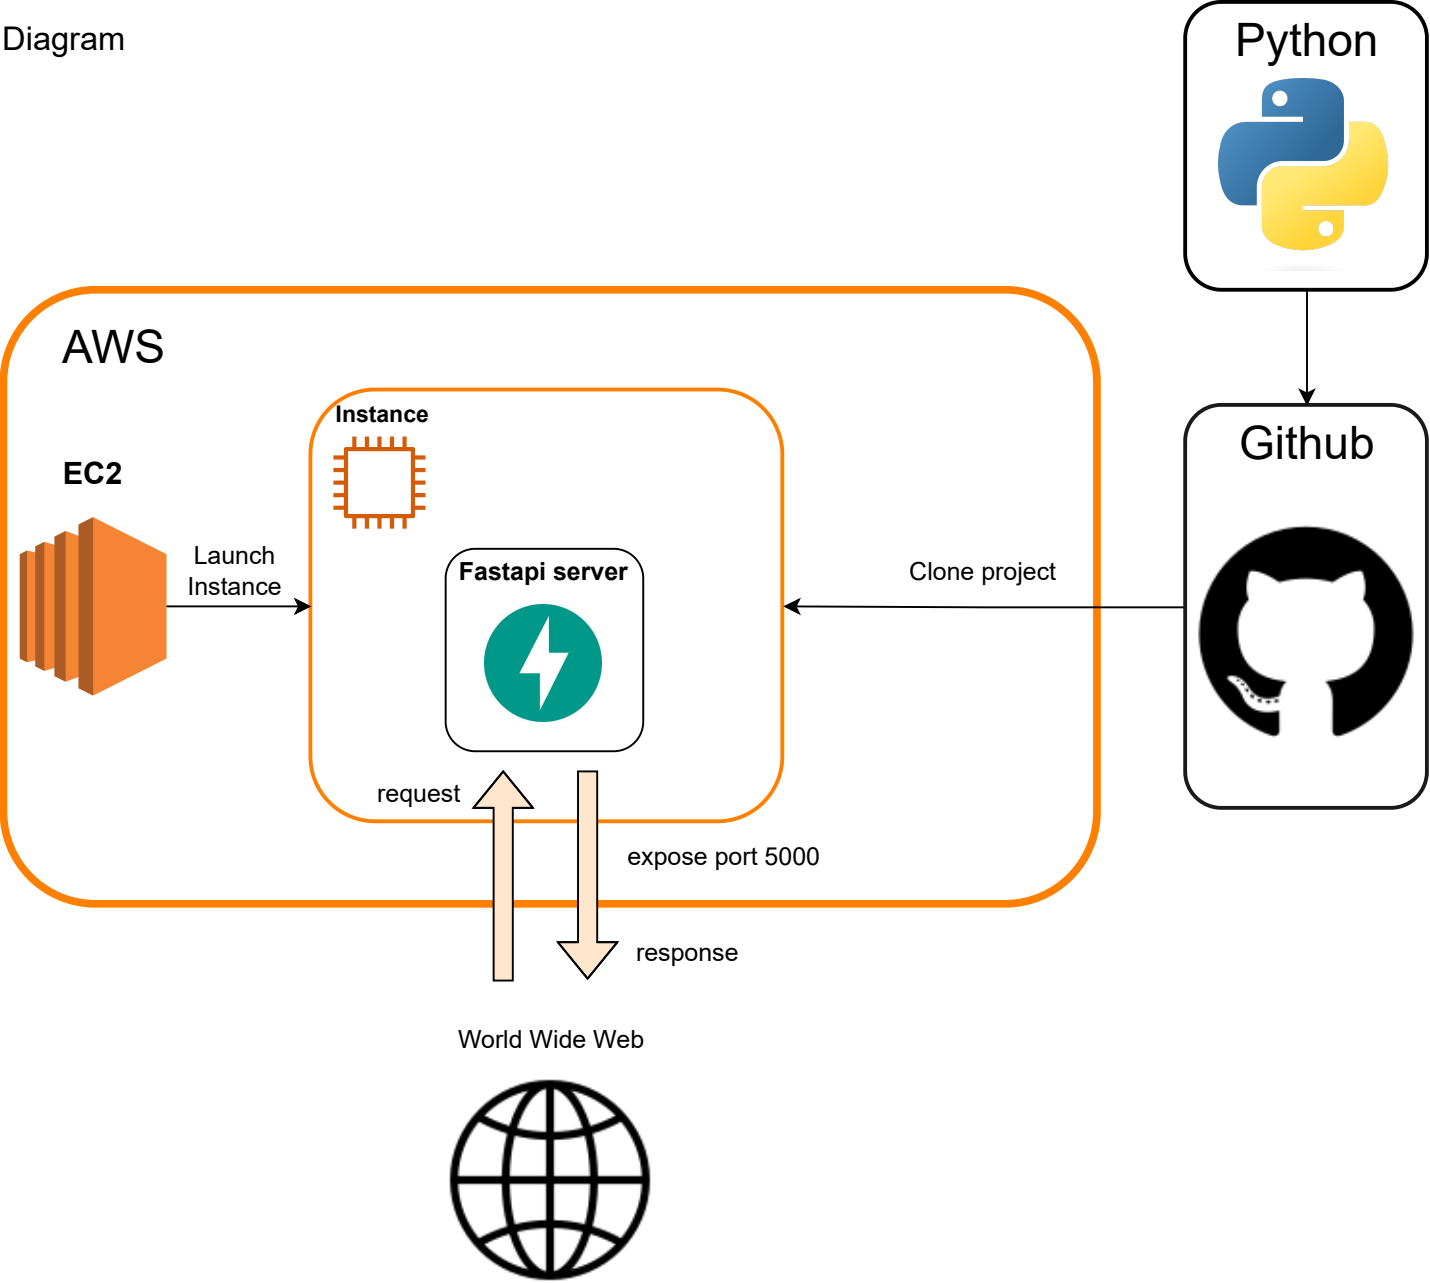 Diagram
Python
AWS
Instance
Github
EC2
Launch
Instance
Fastapi server
Clone project
request
expose port 5000
response
World Wide Web